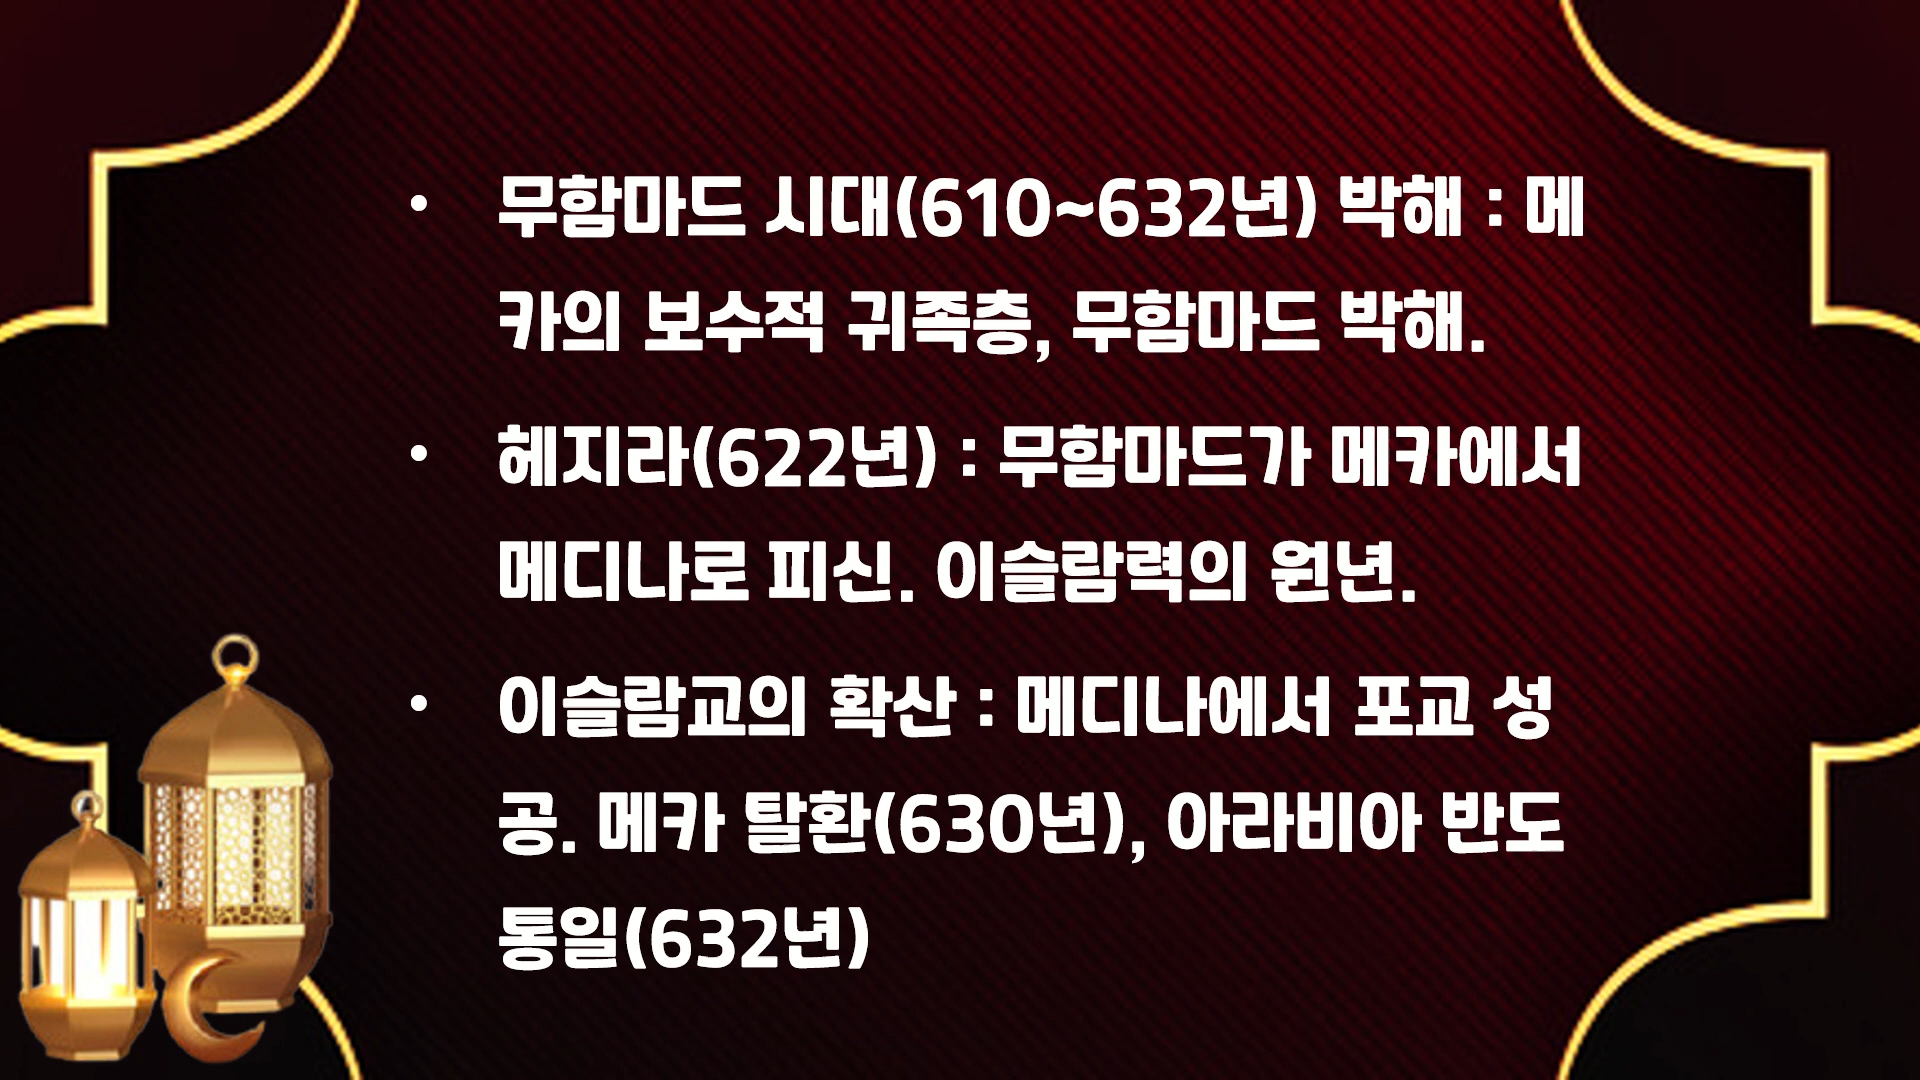 • 무함마드 시대(610~632년) 박해 : 메
카의 보수적 귀족층, 무함마드 박해.
• 헤지라(622년) : 무함마드가 메카에서
메디나로 피신. 이슬람력의 원년.
• 이슬람교의 확산 : 메디나에서 포교 성
공. 메카 탈환(630년), 아라비아 반도
통일(632년)